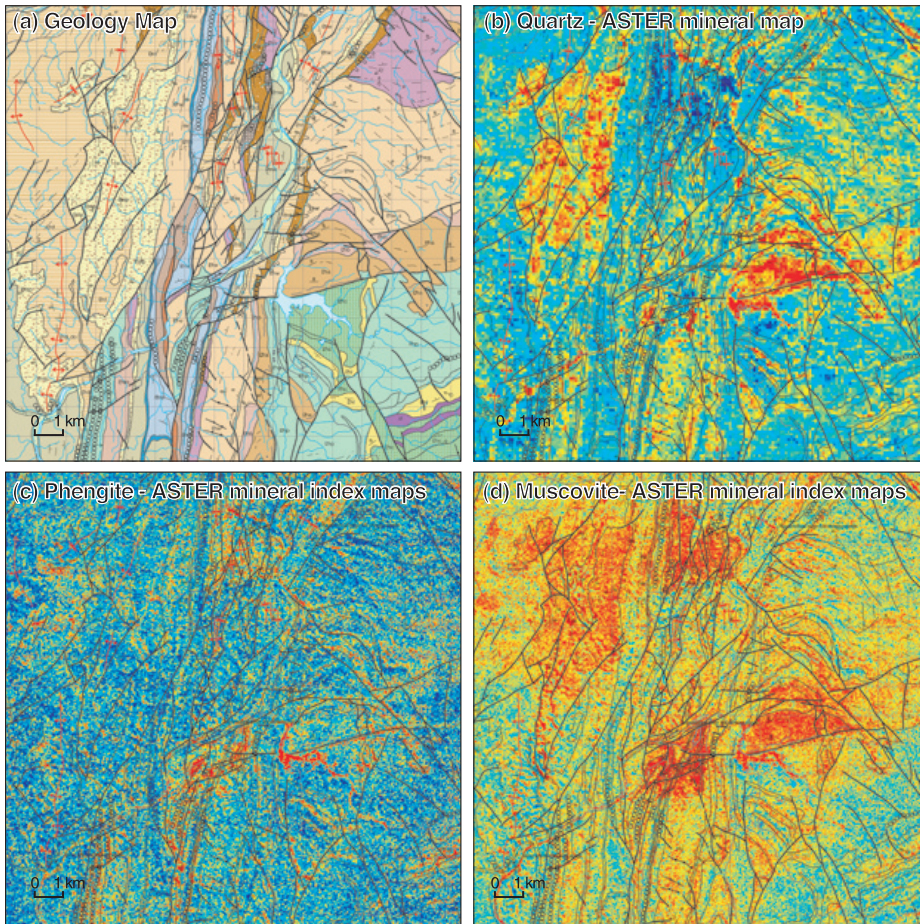 (a) Geology Map
(b) Quartz - ASTER mineral map
0 1 km
0 1 km
(c) Phengite - ASTER mineral index maps
(d) Muscovite- ASTER mineral index maps
0 1 km
0 1 km